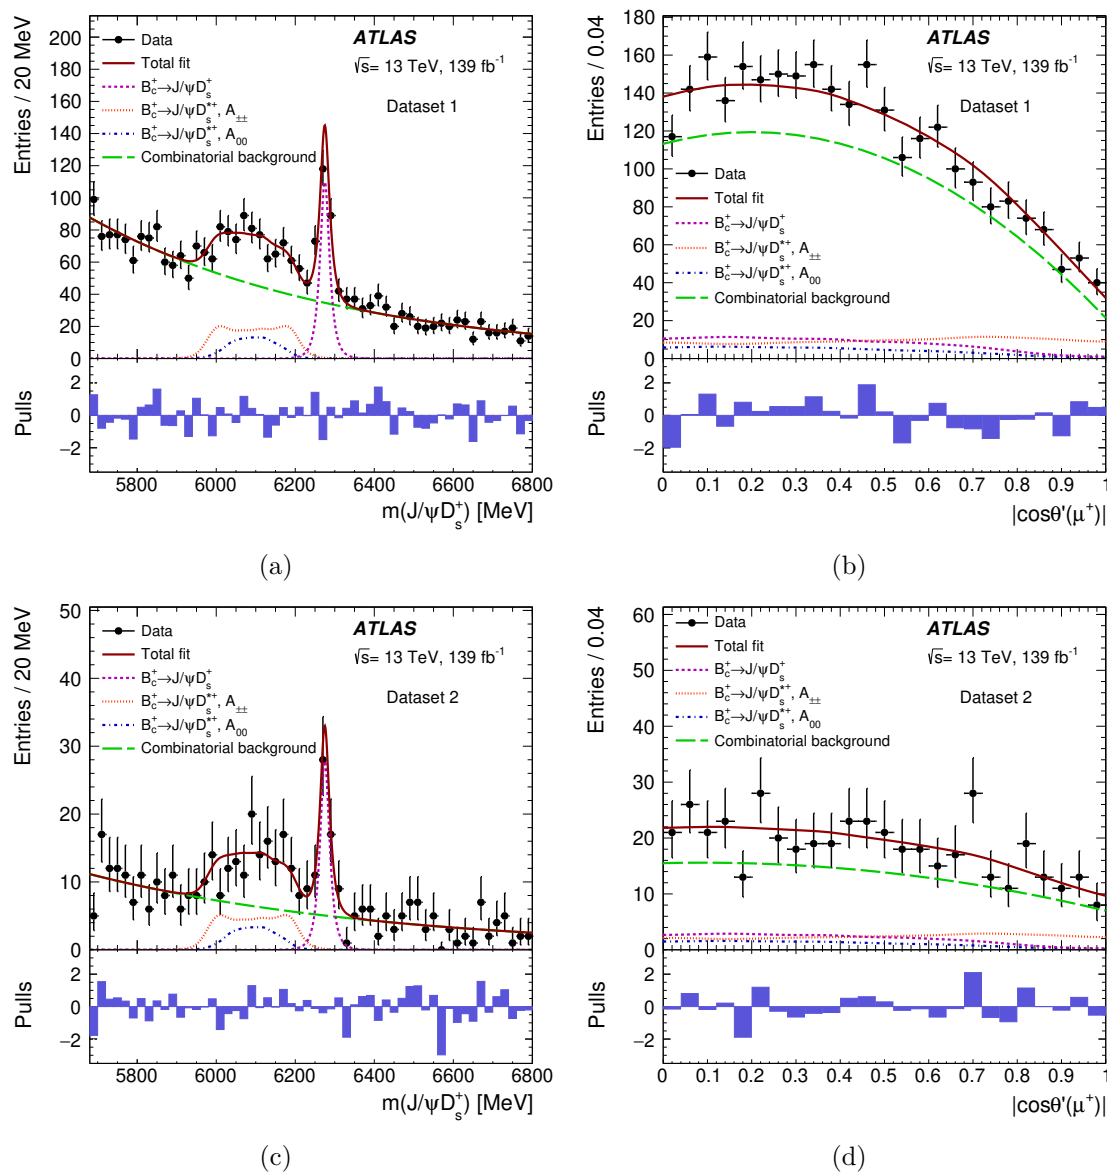 Entries / 20 MeV
200
180
160
140
120
100
80
60
40
20
0
Data
Total fit
B_c^+→J/ψD_s^+
B_c^+→J/ψD_s^{*+}, A_{±±}
B_c^+→J/ψD_s^{*+}, A_{00}
Combinatorial background
ATLAS
√s= 13 TeV, 139 fb^{-1}
Dataset 1
Pulls
2
0
−2
5800 6000 6200 6400 6600 6800
m(J/ψD_s^+) [MeV]
(a)
Entries / 0.04
180
160
140
120
100
80
60
40
20
0
ATLAS
√s= 13 TeV, 139 fb^{-1}
Dataset 1
Data
Total fit
B_c^+→J/ψD_s^+
B_c^+→J/ψD_s^{*+}, A_{±±}
B_c^+→J/ψD_s^{*+}, A_{00}
Combinatorial background
Pulls
2
0
−2
0 0.1 0.2 0.3 0.4 0.5 0.6 0.7 0.8 0.9 1
|cosθ'(μ^+)|
(b)
Entries / 20 MeV
50
40
30
20
10
0
Data
Total fit
B_c^+→J/ψD_s^+
B_c^+→J/ψD_s^{*+}, A_{±±}
B_c^+→J/ψD_s^{*+}, A_{00}
Combinatorial background
ATLAS
√s= 13 TeV, 139 fb^{-1}
Dataset 2
Pulls
2
0
−2
5800 6000 6200 6400 6600 6800
m(J/ψD_s^+) [MeV]
(c)
Entries / 0.04
60
50
40
30
20
10
0
Data
Total fit
B_c^+→J/ψD_s^+
B_c^+→J/ψD_s^{*+}, A_{±±}
B_c^+→J/ψD_s^{*+}, A_{00}
Combinatorial background
ATLAS
√s= 13 TeV, 139 fb^{-1}
Dataset 2
Pulls
2
0
−2
0 0.1 0.2 0.3 0.4 0.5 0.6 0.7 0.8 0.9 1
|cosθ'(μ^+)|
(d)